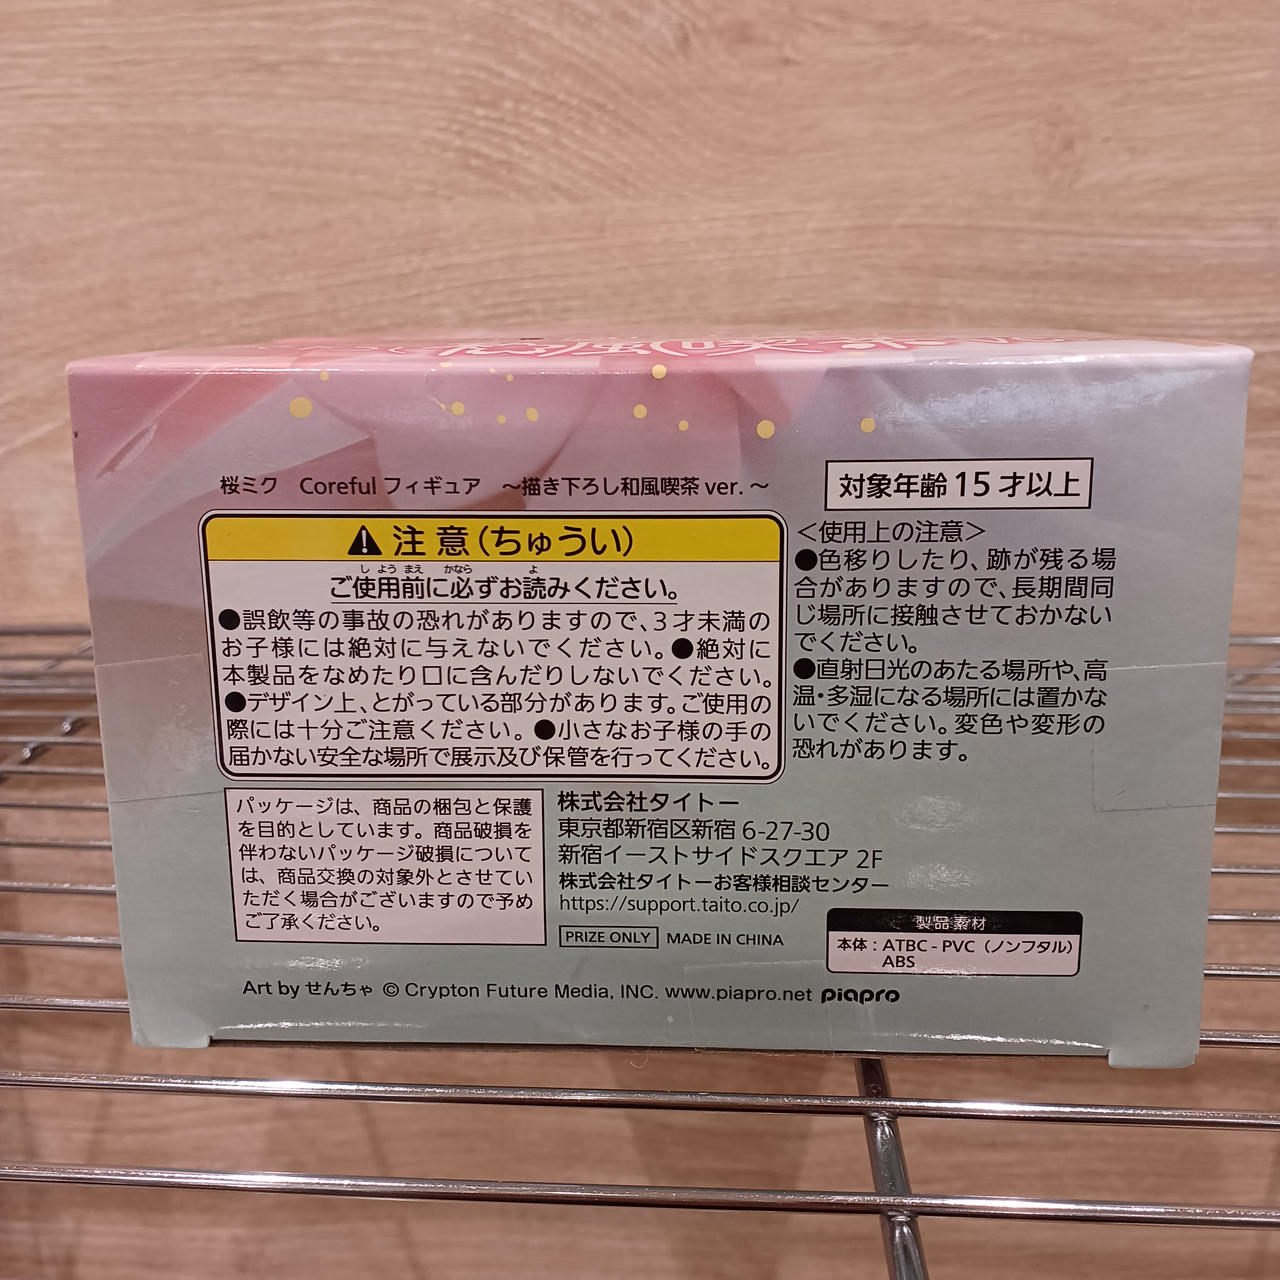 和風喫茶
桜ミク Coreful フィギュア ～描き下ろし和風喫茶 ver.～
対象年齢 15 才以上
注 意（ちゅうい）
しようまえ かなら よ
ご使用前に必ずお読みください。
●誤飲等の事故の恐れがありますので、3才未満の
お子様には絶対に与えないでください。●絶対に
本製品をなめたり口に含んだりしないでください。
●デザイン上、とがっている部分があります。ご使用の
際には十分ご注意ください。●小さなお子様の手の
届かない安全な場所で展示及び保管を行ってください。
＜使用上の注意＞
●色移りしたり、跡が残る場
合がありますので、長期間同
じ場所に接触させておかない
でください。
●直射日光のあたる場所や、高
温・多湿になる場所には置かな
いでください。変色や変形の
恐れがあります。
パッケージは、商品の梱包と保護
を目的としています。商品破損を
伴わないパッケージ破損について
は、商品交換の対象外とさせてい
ただく場合がございますので予め
ご了承ください。
株式会社タイトー
東京都新宿区新宿 6-27-30
新宿イーストサイドスクエア 2F
株式会社タイトーお客様相談センター
https://support.taito.co.jp/
PRIZE ONLY MADE IN CHINA
製品素材
本体：ATBC-PVC（ノンフタル）
ABS
Art by せんちゃ © Crypton Future Media, INC. www.piapro.net piapro